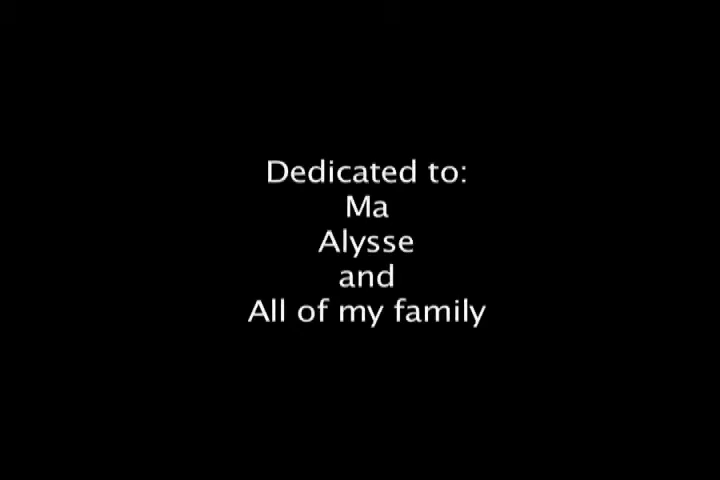 Dedicated to:
Ma
Alysse
and
All of my family